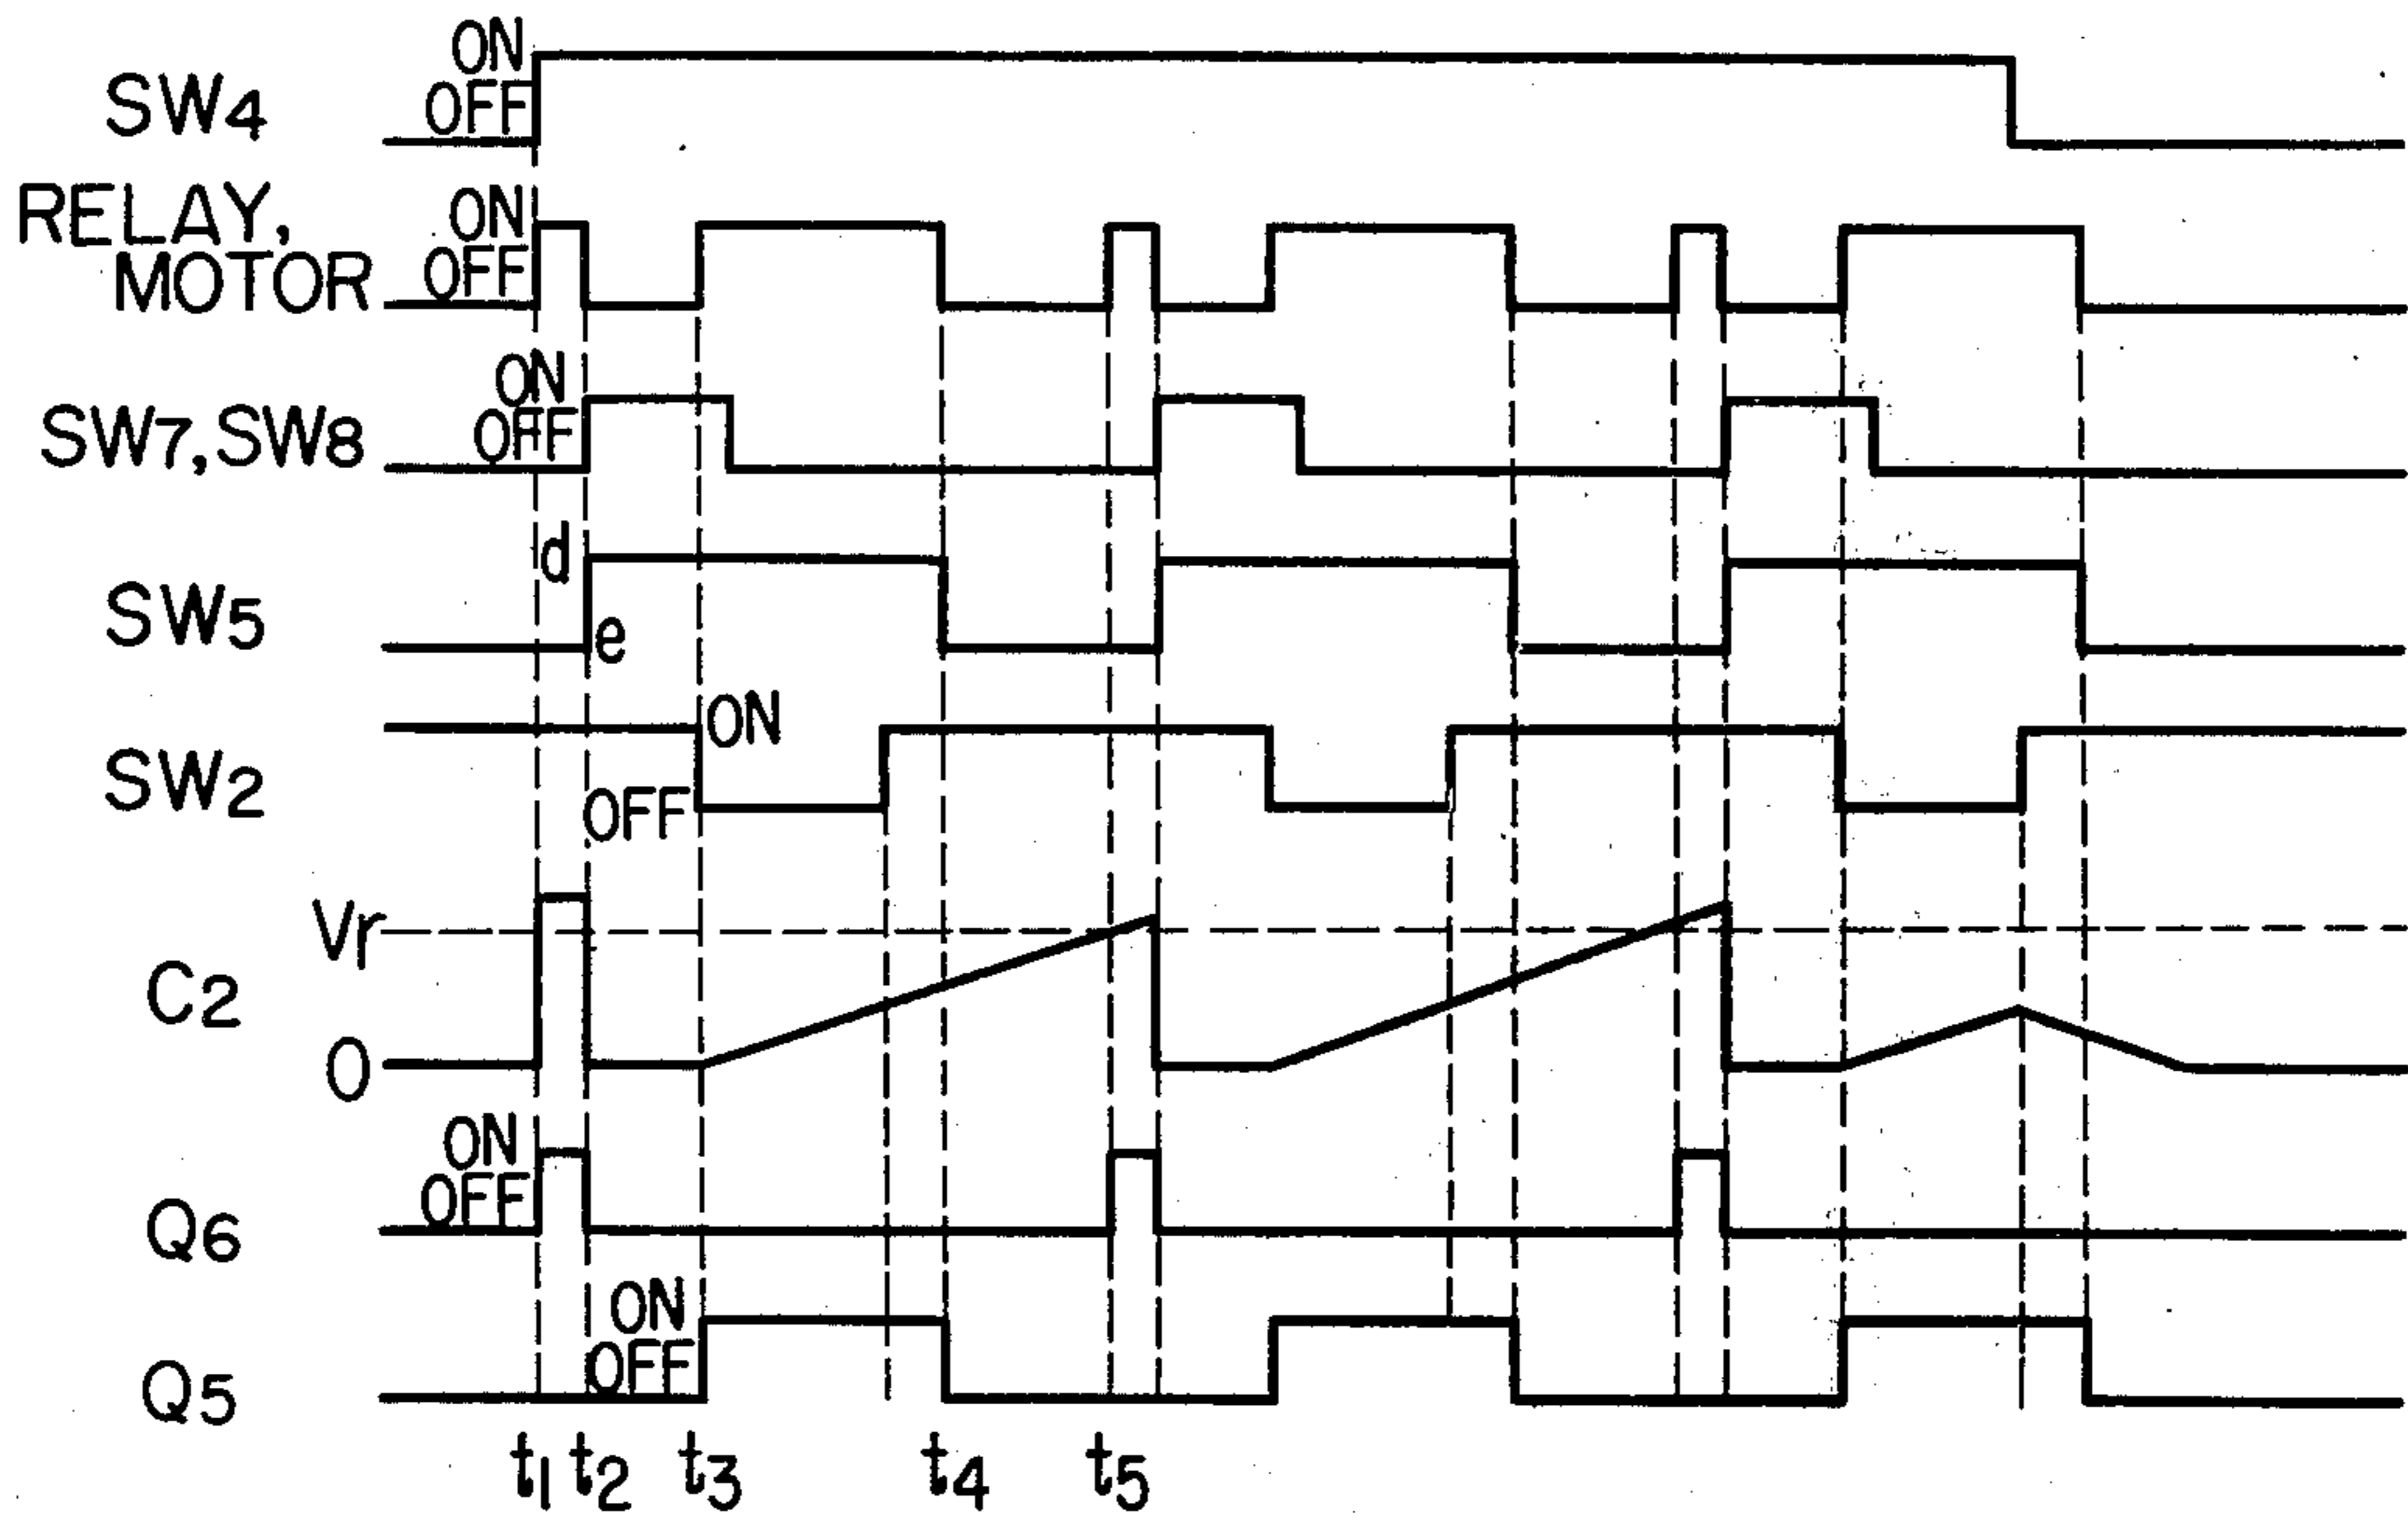 ON
OFF
SW4
ON
OFF
RELAY,
MOTOR
ON
OFF
SW7,SW8
d
e
SW5
ON
OFF
SW2
Vr
C2
0
ON
OFF
Q6
ON
OFF
Q5
t1 t2 t3 t4 t5